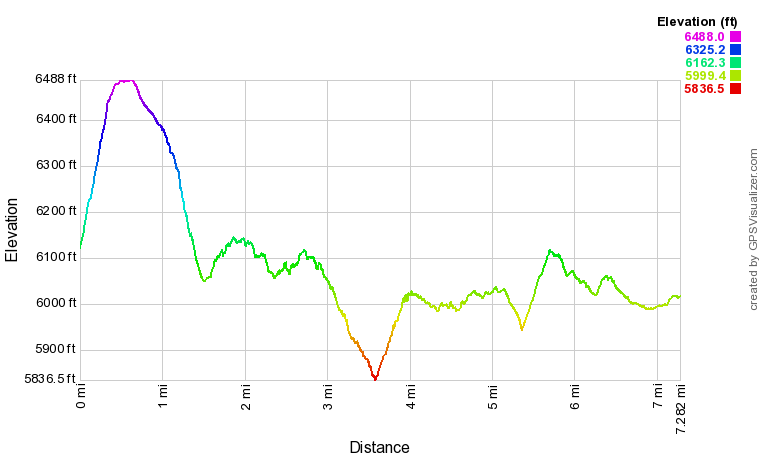 Elevation (ft)
6488.0
6325.2
6162.3
5999.4
5836.5
6488 ft
6400 ft
6300 ft
6200 ft
6100 ft
6000 ft
5900 ft
5836.5 ft
Elevation
0 mi
1 mi
2 mi
3 mi
4 mi
5 mi
6 mi
7 mi
7.282 mi
Distance
created by GPSVisualizer.com